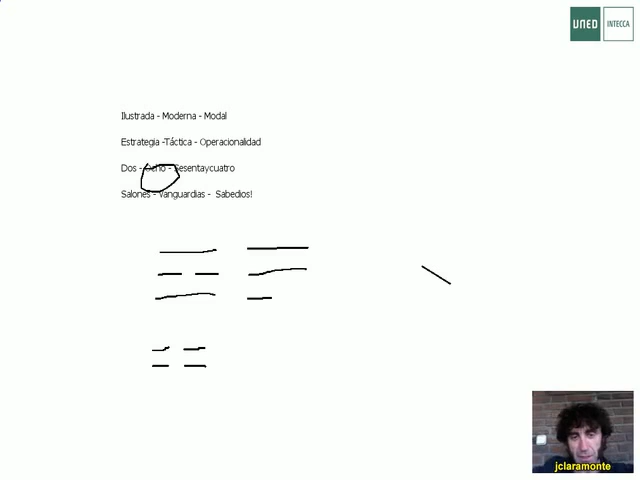 UNED INTECCA
Ilustrada - Moderna - Modal
Estrategia -Táctica - Operacionalidad
Dos - Ocho - Sesentaycuatro
Salones - Vanguardias - Sabedios!
jclaramonte